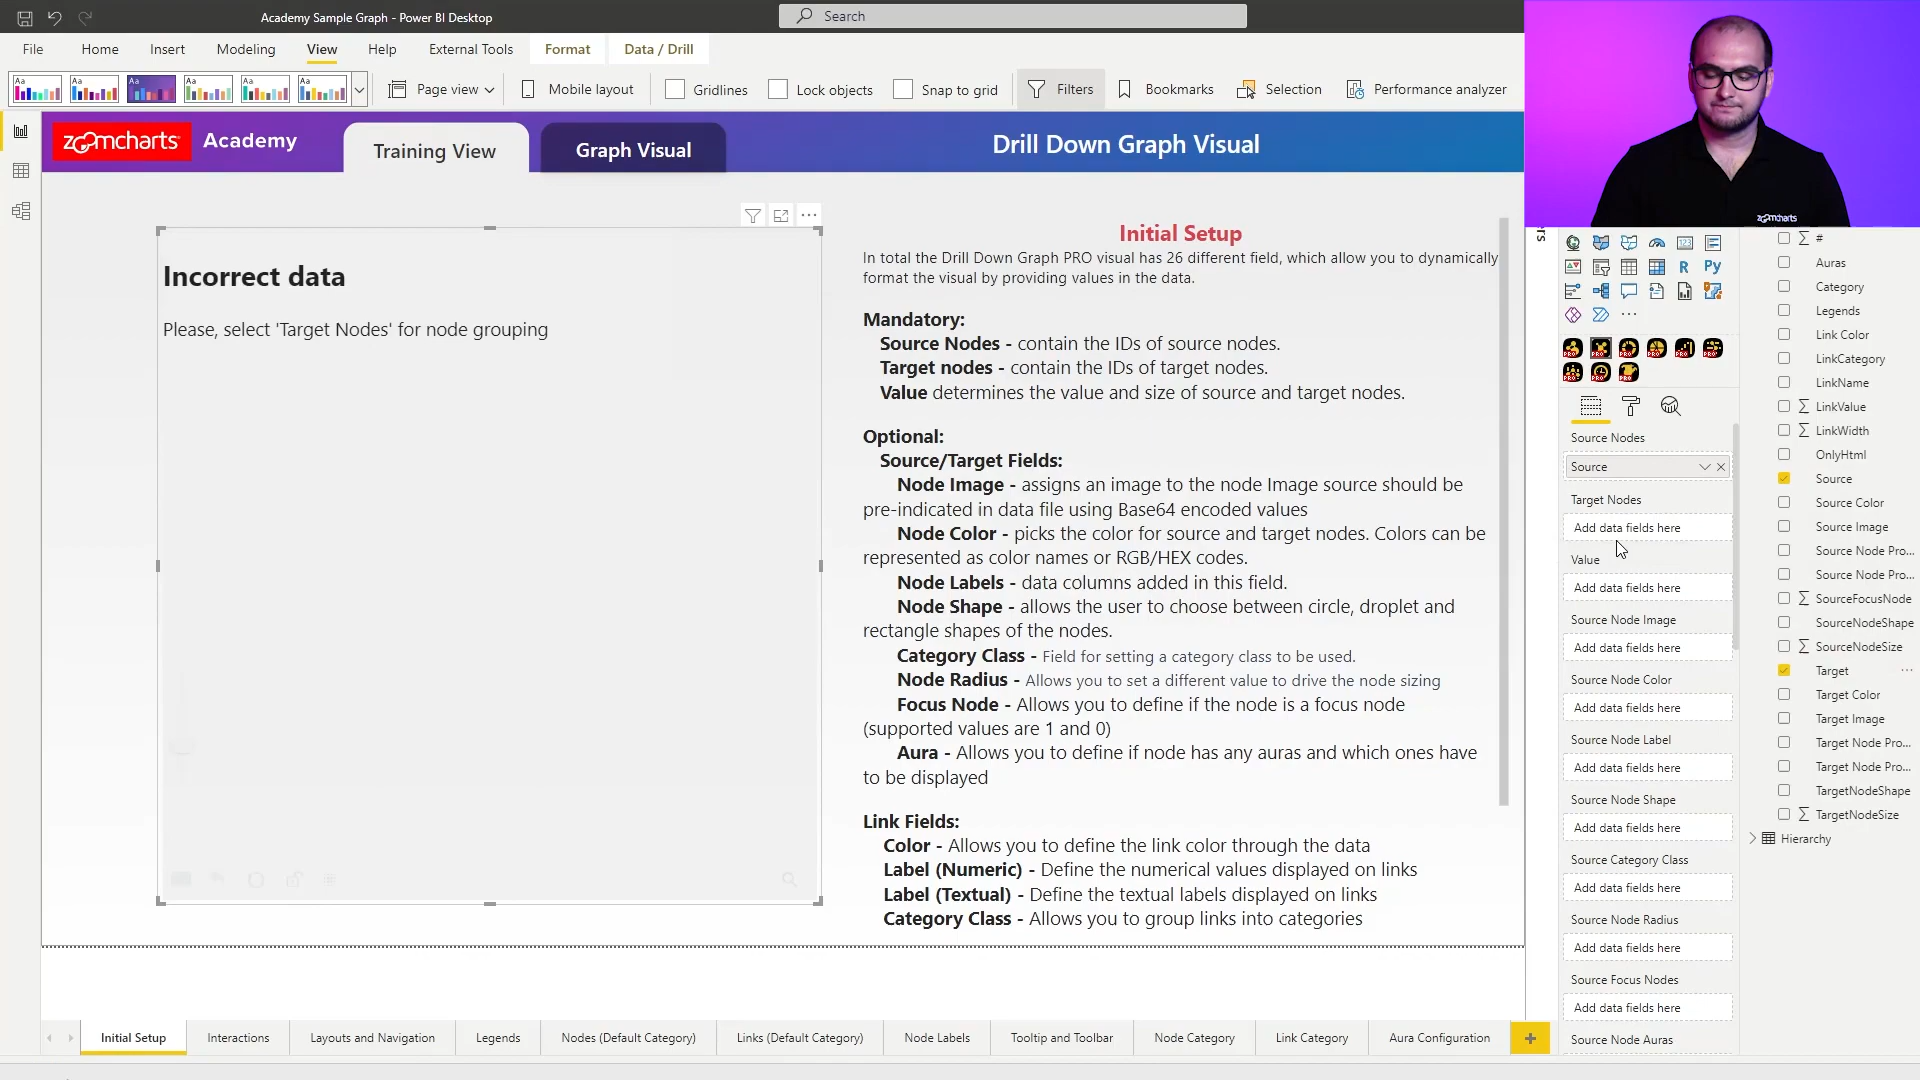 Academy Sample Graph - Power BI Desktop
Search
File Home Insert Modeling View Help External Tools Format Data / Drill
Aa Aa Aa Aa Aa Aa
Page view Mobile layout Gridlines Lock objects Snap to grid Filters Bookmarks Selection Performance analyzer
zoomcharts Academy
Training View
Graph Visual
Drill Down Graph Visual
zoomcharts
Incorrect data
Please, select 'Target Nodes' for node grouping
Initial Setup
In total the Drill Down Graph PRO visual has 26 different field, which allow you to dynamically
format the visual by providing values in the data.
Mandatory:
Source Nodes - contain the IDs of source nodes.
Target nodes - contain the IDs of target nodes.
Value determines the value and size of source and target nodes.
Optional:
Source/Target Fields:
Node Image - assigns an image to the node Image source should be
pre-indicated in data file using Base64 encoded values
Node Color - picks the color for source and target nodes. Colors can be
represented as color names or RGB/HEX codes.
Node Labels - data columns added in this field.
Node Shape - allows the user to choose between circle, droplet and
rectangle shapes of the nodes.
Category Class - Field for setting a category class to be used.
Node Radius - Allows you to set a different value to drive the node sizing
Focus Node - Allows you to define if the node is a focus node
(supported values are 1 and 0)
Aura - Allows you to define if node has any auras and which ones have
to be displayed
Link Fields:
Color - Allows you to define the link color through the data
Label (Numeric) - Define the numerical values displayed on links
Label (Textual) - Define the textual labels displayed on links
Category Class - Allows you to group links into categories
R Py
PRO PRO PRO PRO PRO PRO
PRO PRO PRO
Source Nodes
Source
Target Nodes
Add data fields here
Value
Add data fields here
Source Node Image
Add data fields here
Source Node Color
Add data fields here
Source Node Label
Add data fields here
Source Node Shape
Add data fields here
Source Category Class
Add data fields here
Source Node Radius
Add data fields here
Source Focus Nodes
Add data fields here
Source Node Auras
∑ #
Auras
Category
Legends
Link Color
LinkCategory
LinkName
∑ LinkValue
∑ LinkWidth
OnlyHtml
Source
Source Color
Source Image
Source Node Pro...
Source Node Pro...
∑ SourceFocusNode
SourceNodeShape
∑ SourceNodeSize
Target
Target Color
Target Image
Target Node Pro...
Target Node Pro...
TargetNodeShape
∑ TargetNodeSize
Hierarchy
Initial Setup Interactions Layouts and Navigation Legends Nodes (Default Category) Links (Default Category) Node Labels Tooltip and Toolbar Node Category Link Category Aura Configuration +